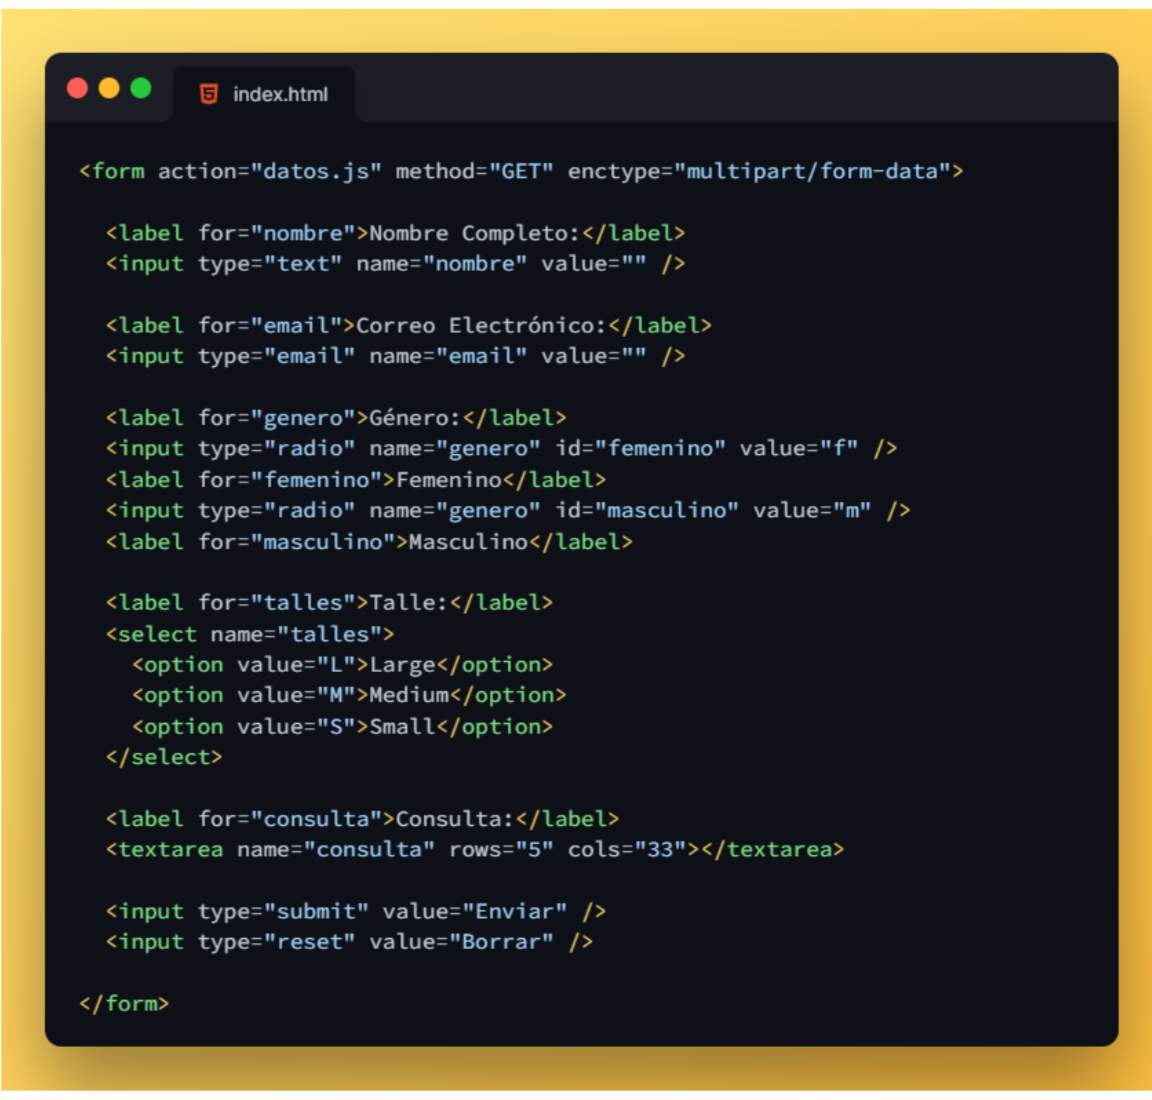 index.html
<form action="datos.js" method="GET" enctype="multipart/form-data">
<label for="nombre">Nombre Completo:</label>
<input type="text" name="nombre" value="" />
<label for="email">Correo Electrónico:</label>
<input type="email" name="email" value="" />
<label for="genero">Género:</label>
<input type="radio" name="genero" id="femenino" value="f" />
<label for="femenino">Femenino</label>
<input type="radio" name="genero" id="masculino" value="m" />
<label for="masculino">Masculino</label>
<label for="talles">Talle:</label>
<select name="talles">
<option value="L">Large</option>
<option value="M">Medium</option>
<option value="S">Small</option>
</select>
<label for="consulta">Consulta:</label>
<textarea name="consulta" rows="5" cols="33"></textarea>
<input type="submit" value="Enviar" />
<input type="reset" value="Borrar" />
</form>